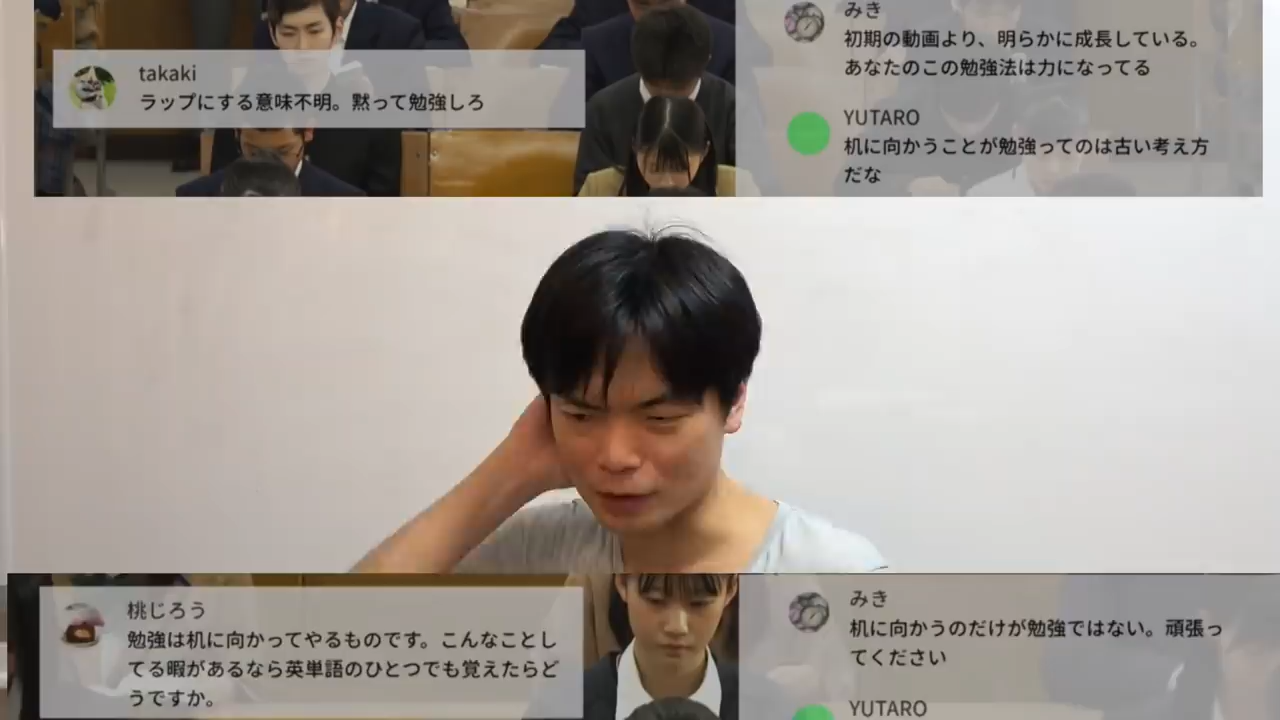 takaki
ラップにする意味不明。黙って勉強しろ
みき
初期の動画より、明らかに成長している。
あなたのこの勉強法は力になってる
YUTARO
机に向かうことが勉強ってのは古い考え方
だな
桃じろう
勉強は机に向かってやるものです。こんなことし
てる暇があるなら英単語のひとつでも覚えたらど
うですか。
みき
机に向かうのだけが勉強ではない。頑張っ
てください
YUTARO